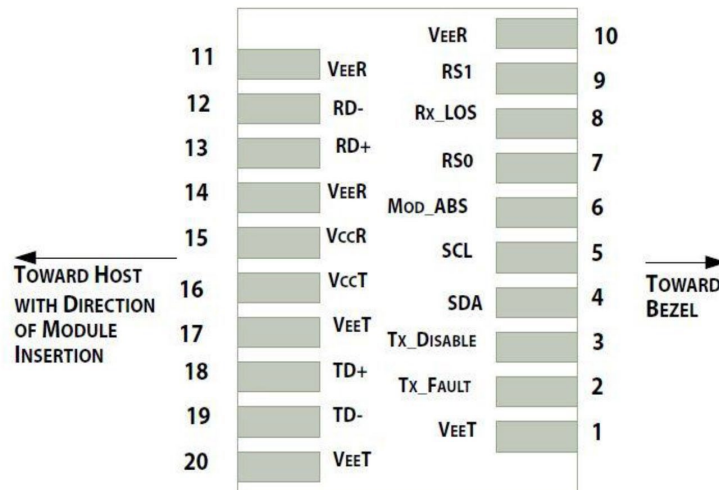 11
VEER
12
RD-
13
RD+
14
VEER
15
VCCR
16
VCCT
17
VEET
18
TD+
19
TD-
20
VEET
TOWARD HOST
WITH DIRECTION
OF MODULE
INSERTION
VEER
10
RS1
9
RX_LOS
8
RS0
7
MOD_ABS
6
SCL
5
SDA
4
TX_DISABLE
3
TX_FAULT
2
VEET
1
TOWARD
BEZEL